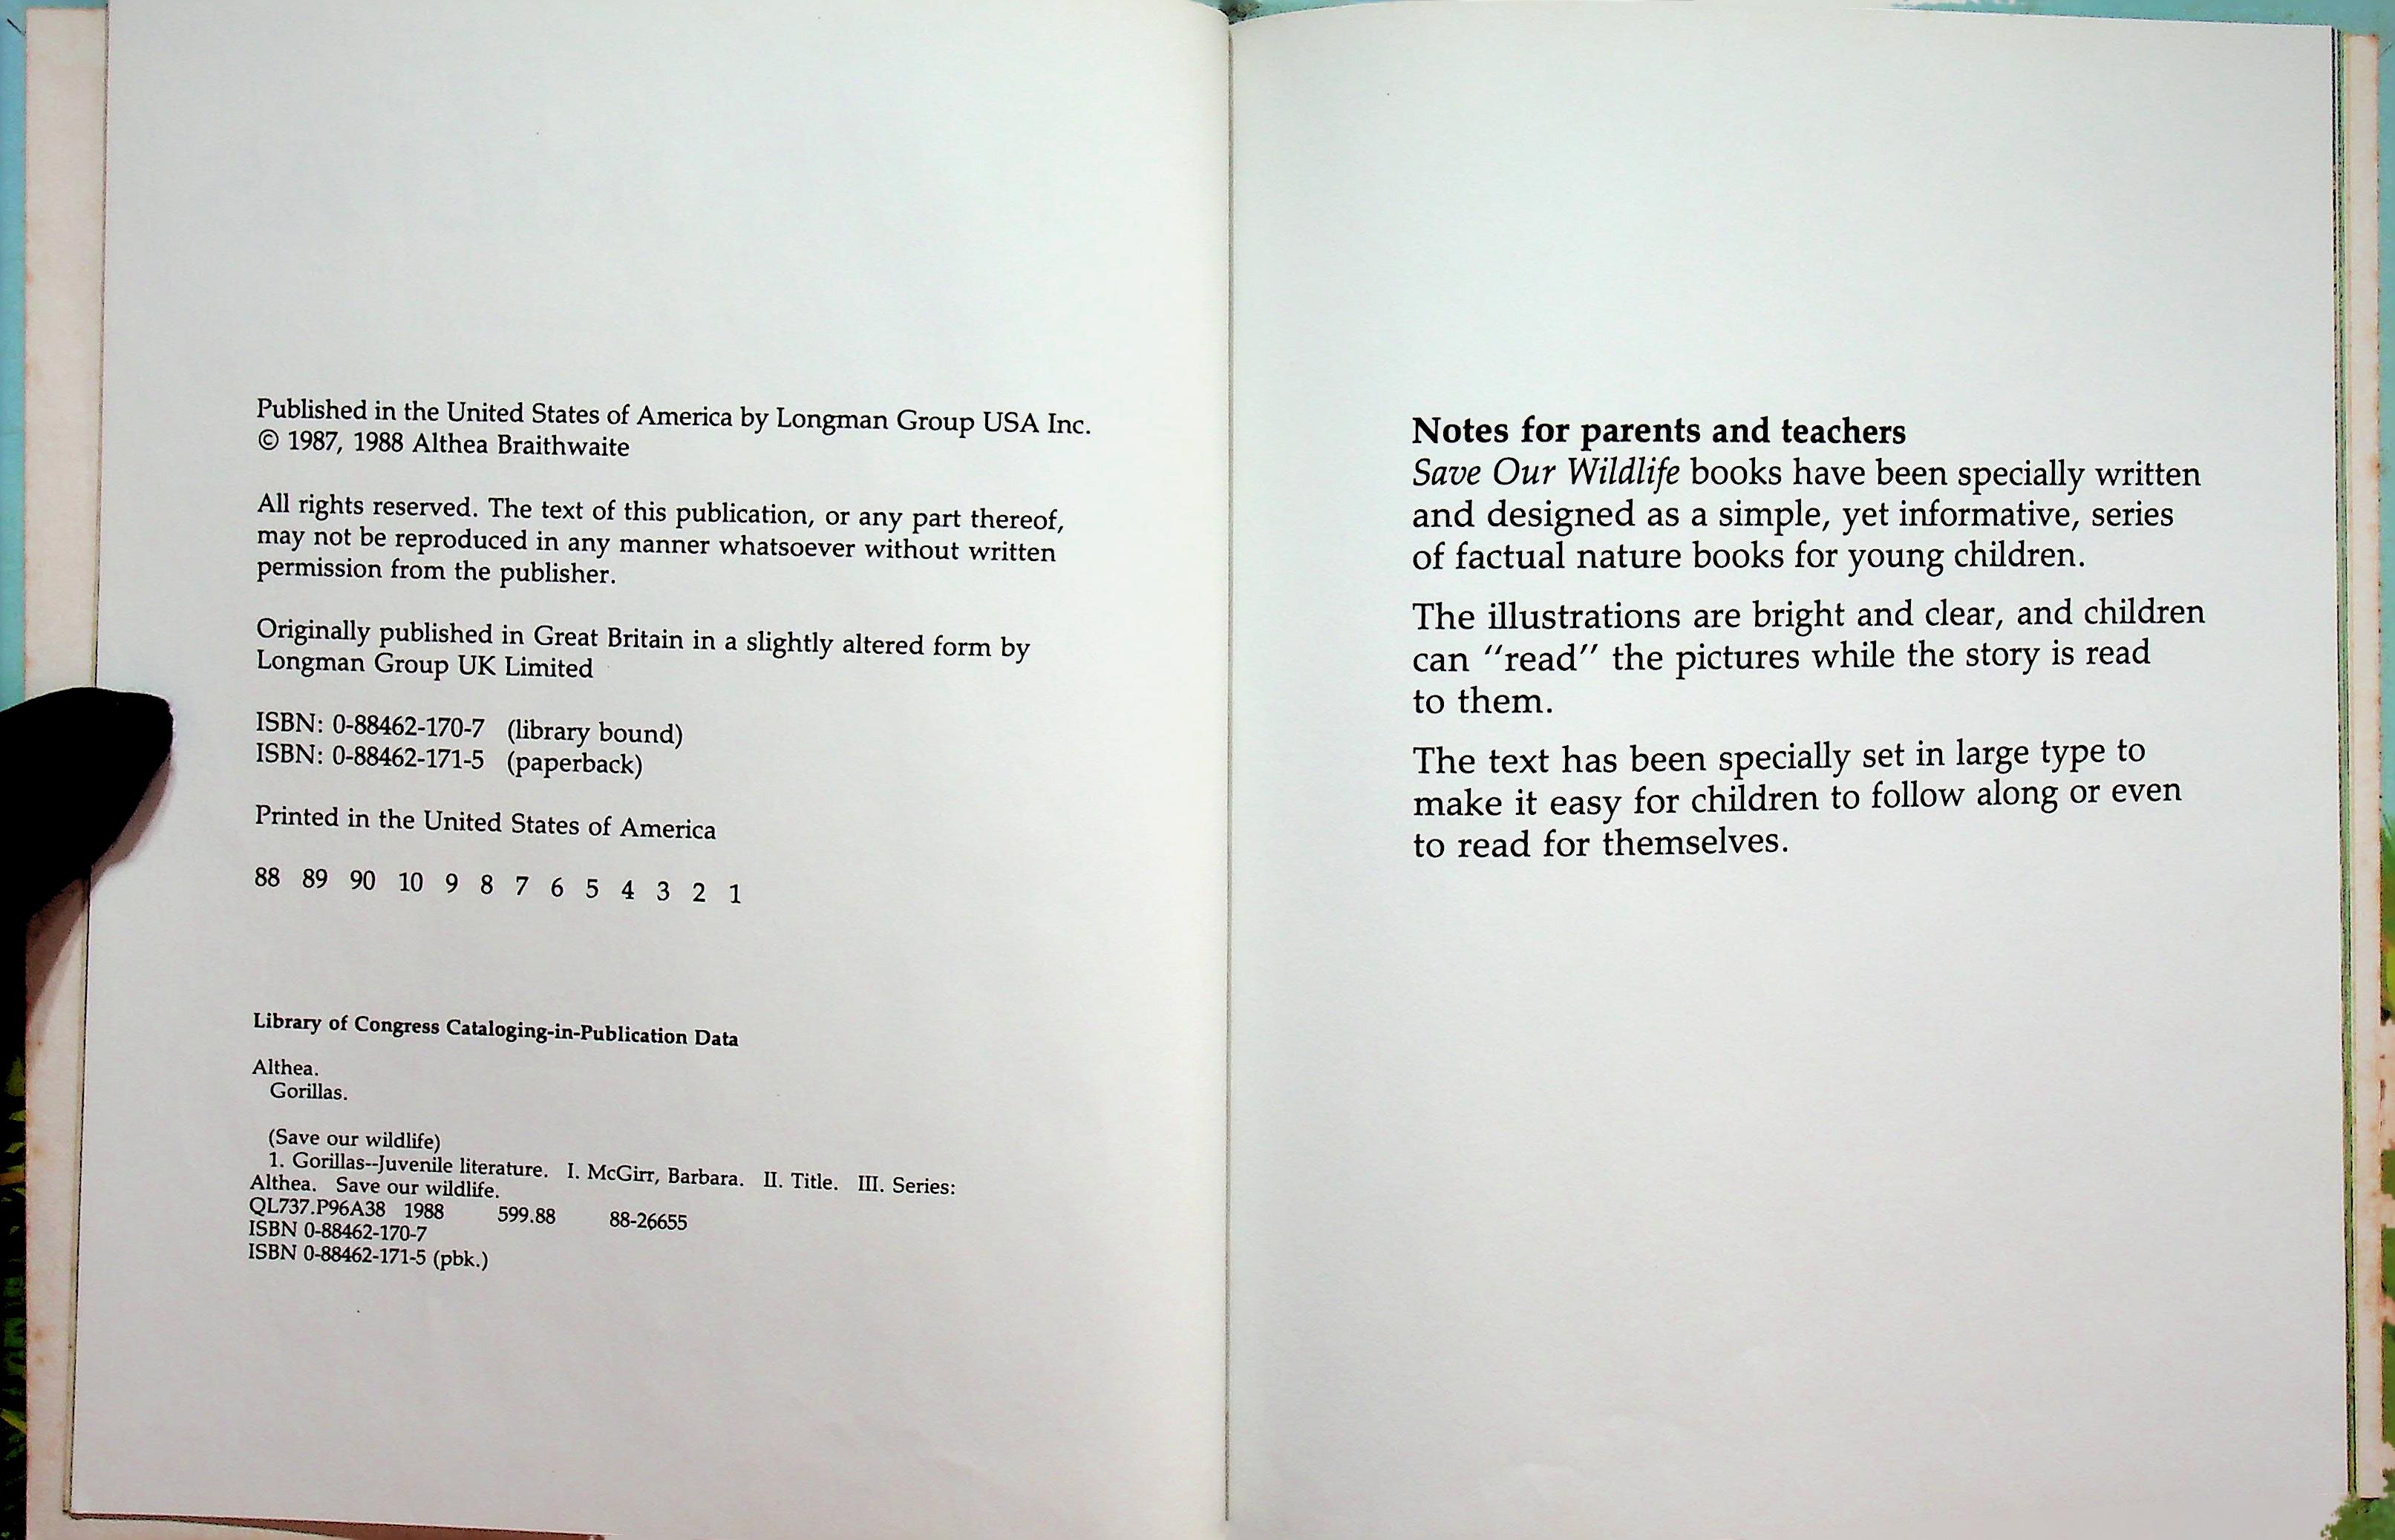 Published in the United States of America by Longman Group USA Inc.
© 1987, 1988 Althea Braithwaite
All rights reserved. The text of this publication, or any part thereof,
may not be reproduced in any manner whatsoever without written
permission from the publisher.
Originally published in Great Britain in a slightly altered form by
Longman Group UK Limited
ISBN: 0-88462-170-7 (library bound)
ISBN: 0-88462-171-5 (paperback)
Printed in the United States of America
88 89 90 10 9 8 7 6 5 4 3 2 1
Library of Congress Cataloging-in-Publication Data
Althea.
Gorillas.
(Save our wildlife)
1. Gorillas--Juvenile literature. I. McGirr, Barbara. II. Title. III. Series:
Althea. Save our wildlife.
QL737.P96A38 1988 599.88 88-26655
ISBN 0-88462-170-7
ISBN 0-88462-171-5 (pbk.)
Notes for parents and teachers
Save Our Wildlife books have been specially written
and designed as a simple, yet informative, series
of factual nature books for young children.
The illustrations are bright and clear, and children
can "read" the pictures while the story is read
to them.
The text has been specially set in large type to
make it easy for children to follow along or even
to read for themselves.